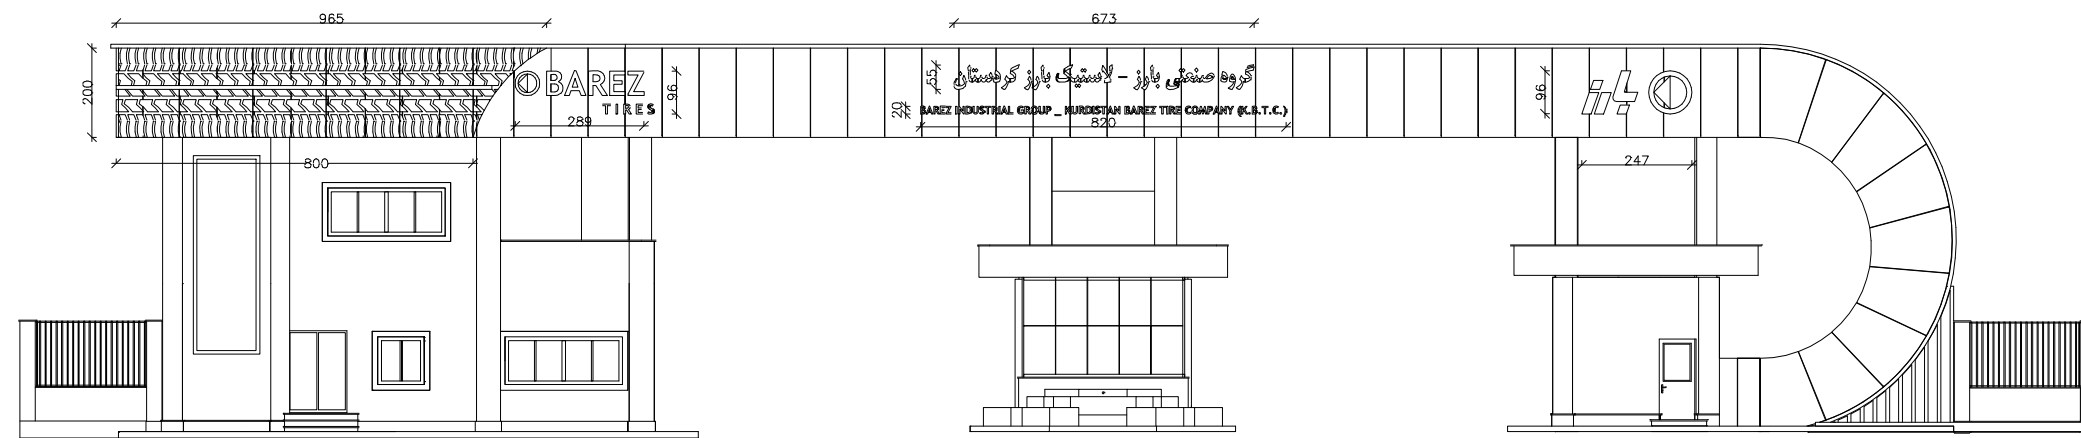 965
673
200
BAREZ
TIRES
96
289
55
گروه صنعتی بارز – لاستیک بارز کردستان
20
BAREZ INDUSTRIAL GROUP _ KURDISTAN BAREZ TIRE COMPANY (K.B.T.C.)
820
96
بارز
800
247